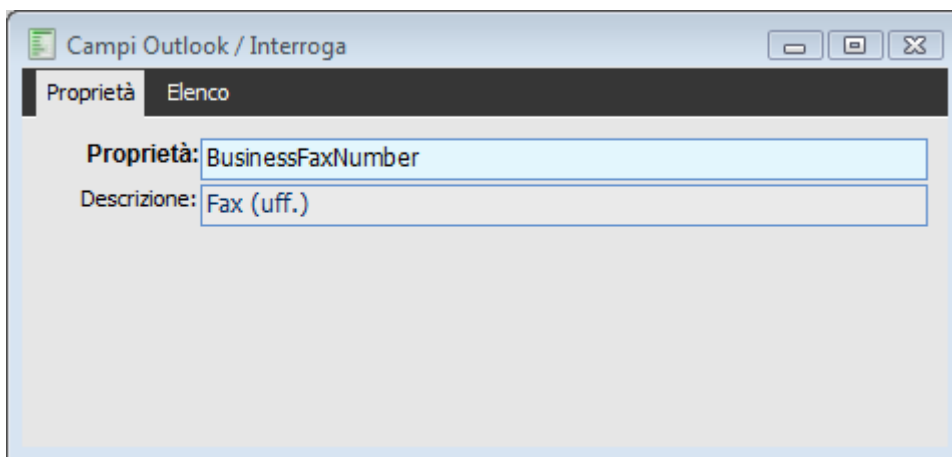 Campi Outlook / Interroga
Proprietà Elenco
Proprietà: BusinessFaxNumber
Descrizione: Fax (uff.)